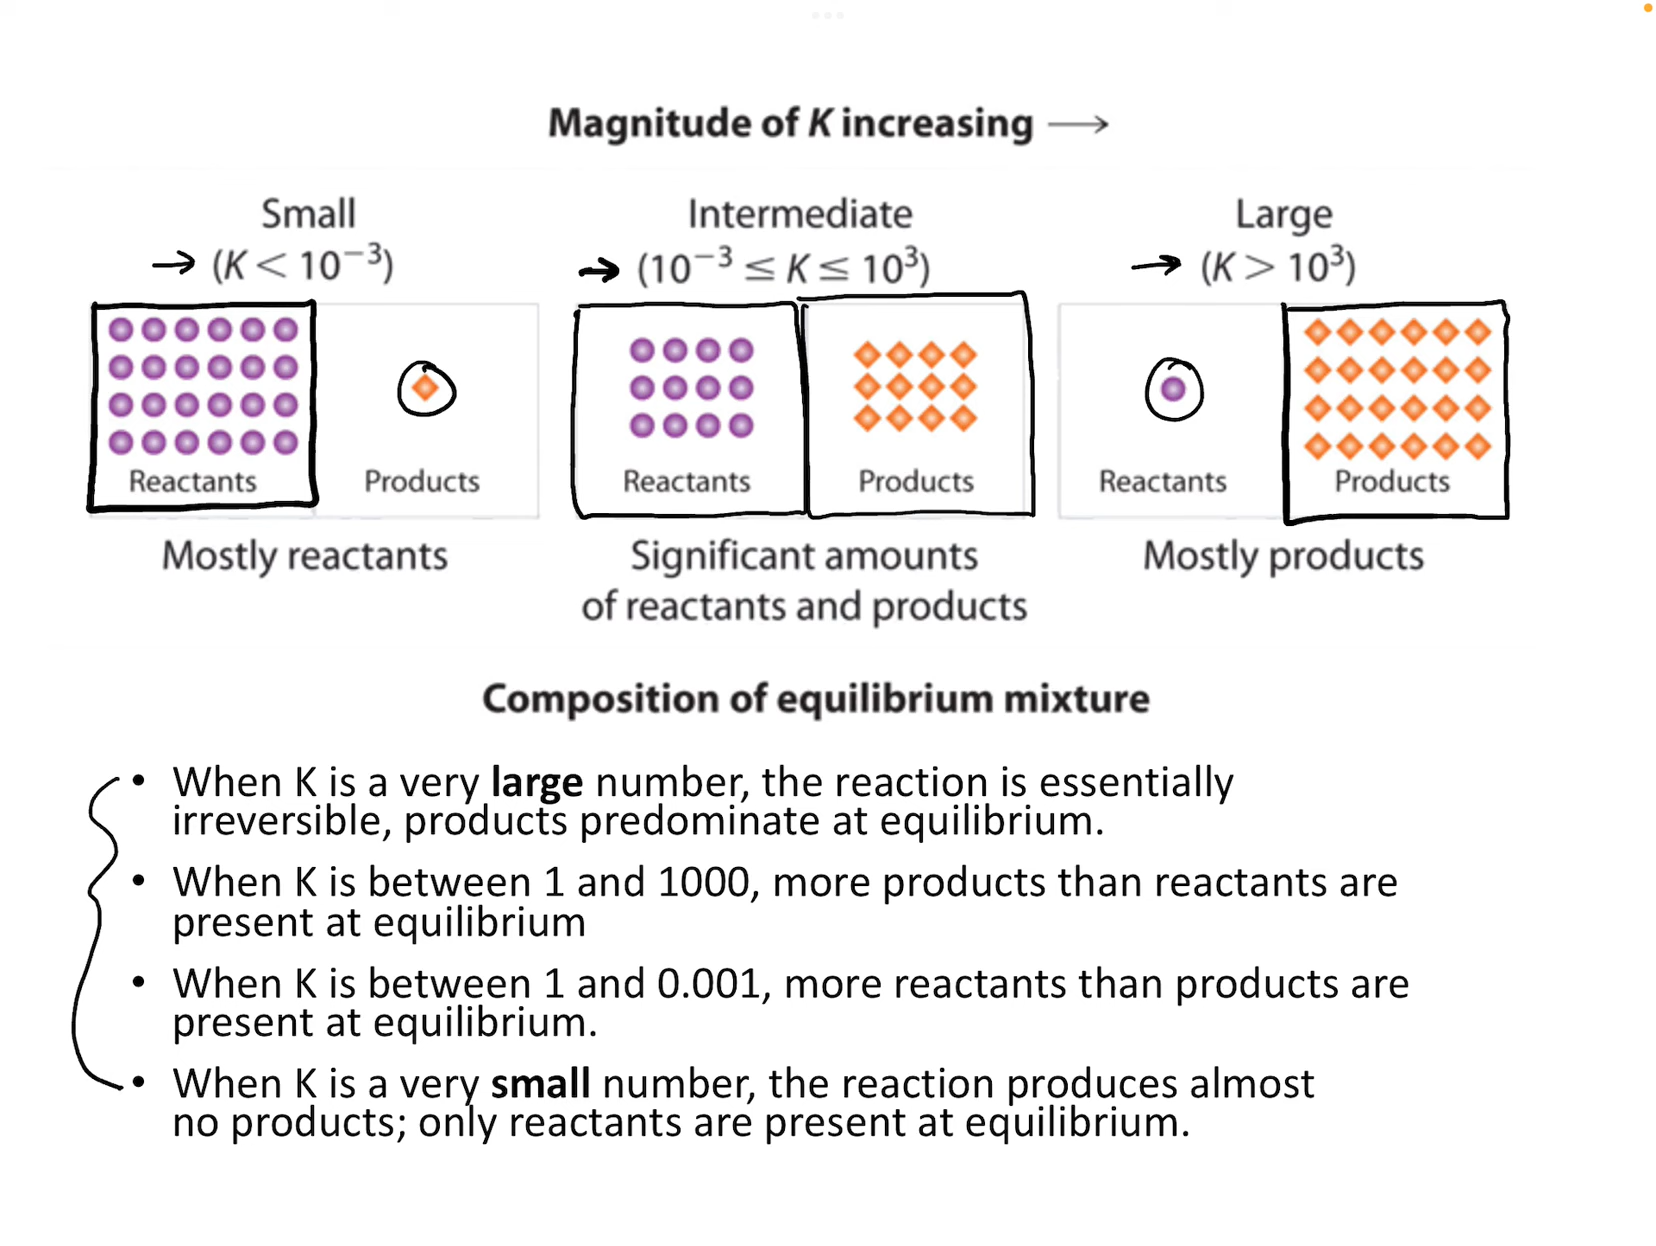 Magnitude of K increasing →
Small
Intermediate
Large
→ (K < 10⁻³)
→ (10⁻³ ≤ K ≤ 10³)
→ (K > 10³)
Reactants
Products
Reactants
Products
Reactants
Products
Mostly reactants
Significant amounts
of reactants and products
Mostly products
Composition of equilibrium mixture
• When K is a very large number, the reaction is essentially
irreversible, products predominate at equilibrium.
• When K is between 1 and 1000, more products than reactants are
present at equilibrium
• When K is between 1 and 0.001, more reactants than products are
present at equilibrium.
• When K is a very small number, the reaction produces almost
no products; only reactants are present at equilibrium.